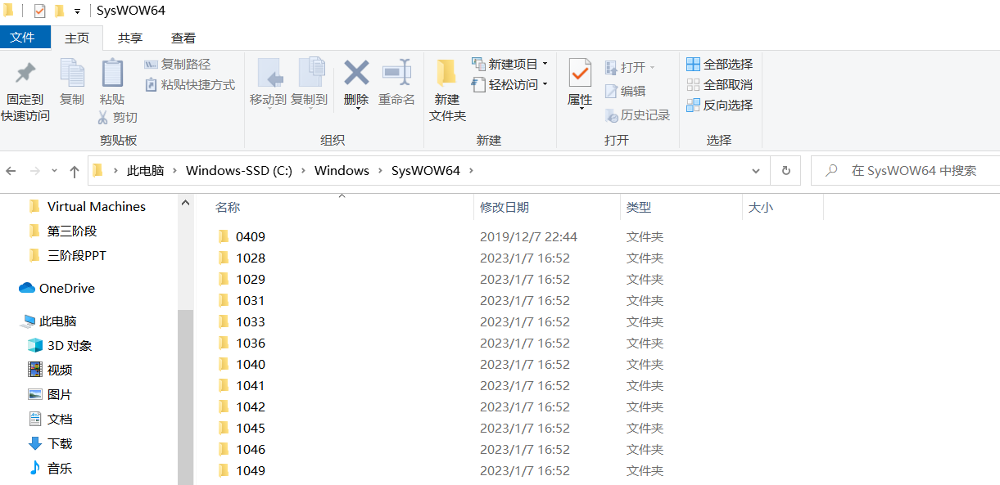 SysWOW64
文件 主页 共享 查看
固定到
快速访问
复制
粘贴
复制路径
粘贴快捷方式
剪切
剪贴板
移动到
复制到
删除
重命名
组织
新建
文件夹
新建项目
轻松访问
新建
属性
打开
编辑
历史记录
打开
全部选择
全部取消
反向选择
选择
此电脑 Windows-SSD (C:) Windows SysWOW64
在 SysWOW64 中搜索
Virtual Machines
第三阶段
三阶段PPT
OneDrive
此电脑
3D 对象
视频
图片
文档
下载
音乐
名称 修改日期 类型 大小
0409 2019/12/7 22:44 文件夹
1028 2023/1/7 16:52 文件夹
1029 2023/1/7 16:52 文件夹
1031 2023/1/7 16:52 文件夹
1033 2023/1/7 16:52 文件夹
1036 2023/1/7 16:52 文件夹
1040 2023/1/7 16:52 文件夹
1041 2023/1/7 16:52 文件夹
1042 2023/1/7 16:52 文件夹
1045 2023/1/7 16:52 文件夹
1046 2023/1/7 16:52 文件夹
1049 2023/1/7 16:52 文件夹